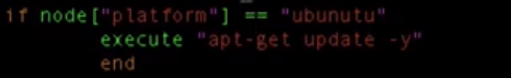 if node["platform"] == "ubunutu"
execute "apt-get update -y"
end